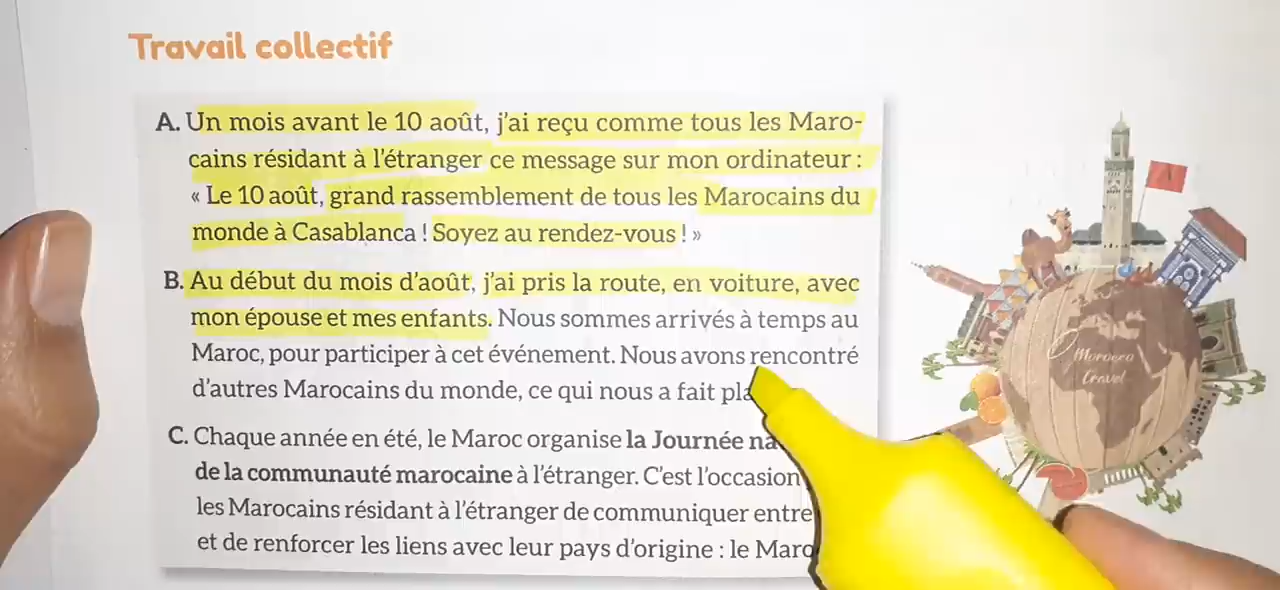 Travail collectif
A. Un mois avant le 10 août, j'ai reçu comme tous les Maro-
cains résidant à l'étranger ce message sur mon ordinateur :
« Le 10 août, grand rassemblement de tous les Marocains du
monde à Casablanca ! Soyez au rendez-vous ! »
B. Au début du mois d'août, j'ai pris la route, en voiture, avec
mon épouse et mes enfants. Nous sommes arrivés à temps au
Maroc, pour participer à cet événement. Nous avons rencontré
d'autres Marocains du monde, ce qui nous a fait
C. Chaque année en été, le Maroc organise la Journée
de la communauté marocaine à l'étranger. C'est l'occasion
les Marocains résidant à l'étranger de communiquer entre
et de renforcer les liens avec leur pays d'origine : le
Morocco
travel